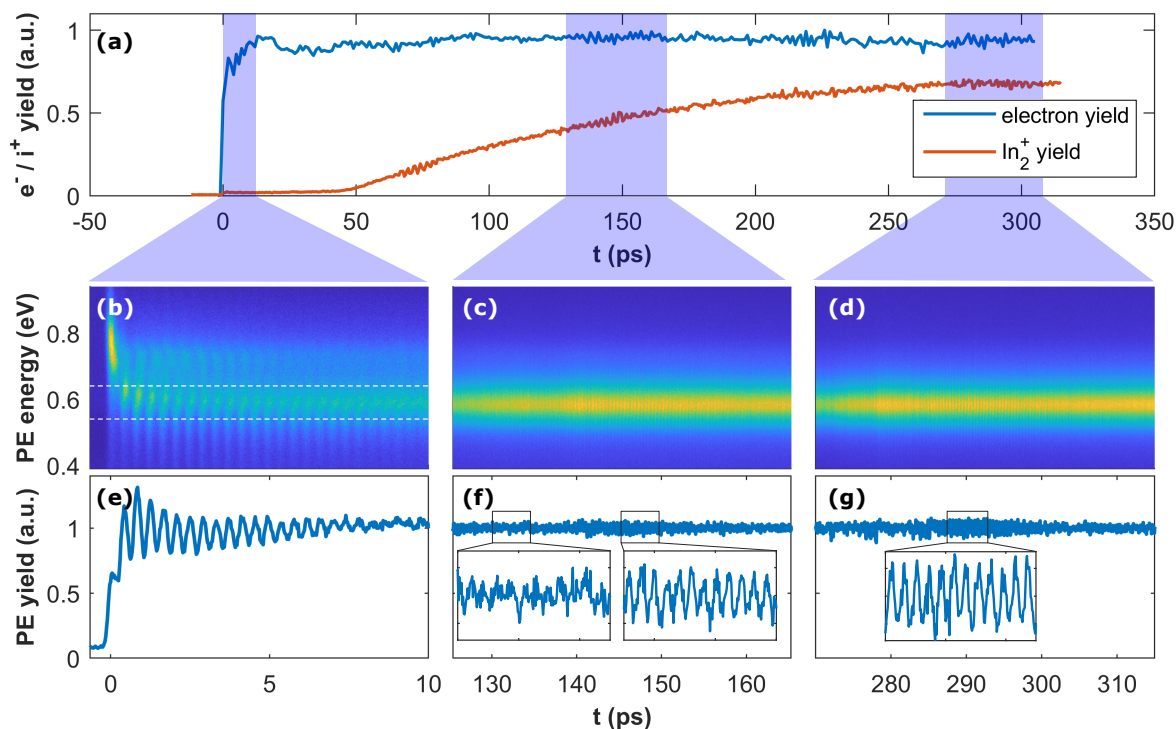 (a)
e⁻ / i⁺ yield (a.u.)
1
0.5
0
electron yield
In₂⁺ yield
-50 0 50 100 150 200 250 300 350
t (ps)
(b) (c) (d)
PE energy (eV)
0.8
0.6
0.4
(e) (f) (g)
PE yield (a.u.)
1
0.5
0
0 5 10
130 140 150 160
280 290 300 310
t (ps)